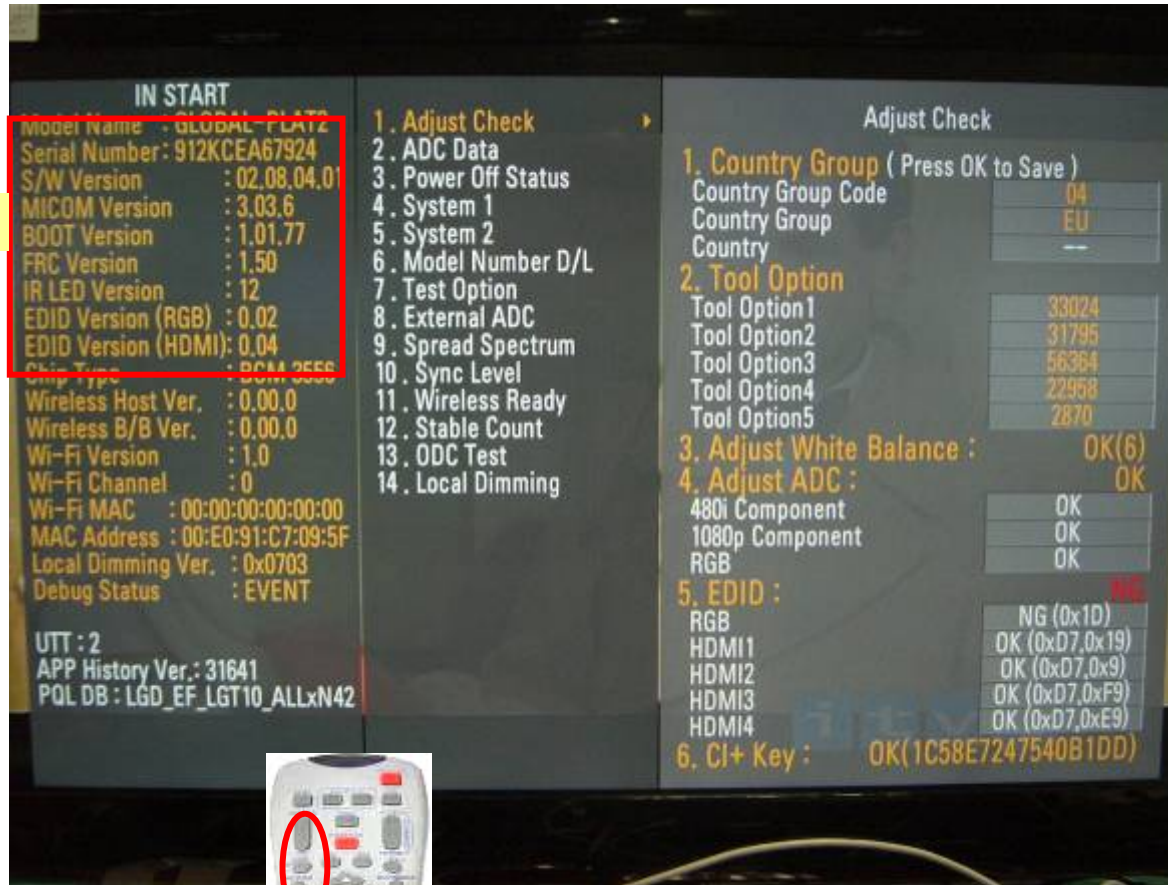 IN START
Model Name : GLOBAL-PLAT2
Serial Number : 912KCEA67924
S/W Version : 02.08.04.01
MICOM Version : 3.03.6
BOOT Version : 1.01.77
FRC Version : 1.50
IR LED Version : 12
EDID Version (RGB) : 0.02
EDID Version (HDMI): 0.04
Chip Type : BCM 3556
Wireless Host Ver. : 0.00.0
Wireless B/B Ver. : 0.00.0
Wi-Fi Version : 1.0
Wi-Fi Channel : 0
Wi-Fi MAC : 00:00:00:00:00:00
MAC Address : 00:E0:91:C7:09:5F
Local Dimming Ver. : 0x0703
Debug Status : EVENT
UTT : 2
APP History Ver.: 31641
PQL DB : LGD_EF_LGT10_ALLxN42
1 . Adjust Check
2 . ADC Data
3 . Power Off Status
4 . System 1
5 . System 2
6 . Model Number D/L
7 . Test Option
8 . External ADC
9 . Spread Spectrum
10 . Sync Level
11 . Wireless Ready
12 . Stable Count
13 . ODC Test
14 . Local Dimming
Adjust Check
1. Country Group ( Press OK to Save )
Country Group Code 04
Country Group EU
Country --
2. Tool Option
Tool Option1 33024
Tool Option2 31795
Tool Option3 56364
Tool Option4 22958
Tool Option5 2870
3. Adjust White Balance : OK(6)
4. Adjust ADC : OK
480i Component OK
1080p Component OK
RGB OK
5. EDID : NG
RGB NG (0x1D)
HDMI1 OK (0xD7,0x19)
HDMI2 OK (0xD7,0x9)
HDMI3 OK (0xD7,0xF9)
HDMI4 OK (0xD7,0xE9)
6. CI+ Key : OK(1C58E7247540B1DD)